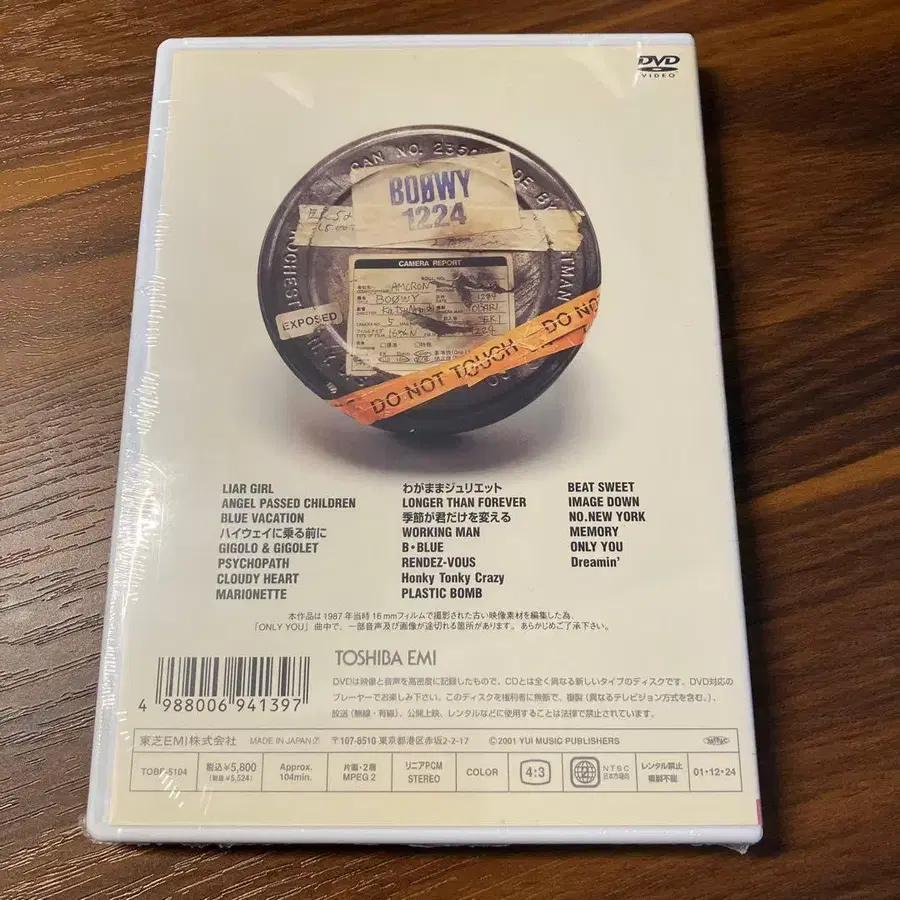 DVD
VIDEO
CAN NO. 235
DE BY
BOØWY
1224
CAMERA REPORT
ROLL NO.
AMCRON
BOØWY
1224
EXPOSED
DO NOT TOUCH
DO NO
LIAR GIRL
ANGEL PASSED CHILDREN
BLUE VACATION
ハイウェイに乗る前に
GIGOLO & GIGOLET
PSYCHOPATH
CLOUDY HEART
MARIONETTE
わがままジュリエット
LONGER THAN FOREVER
季節が君だけを変える
WORKING MAN
B・BLUE
RENDEZ-VOUS
Honky Tonky Crazy
PLASTIC BOMB
BEAT SWEET
IMAGE DOWN
NO.NEW YORK
MEMORY
ONLY YOU
Dreamin'
本作品は1987年当時16mmフィルムで撮影された古い映像素材を編集した為、
「ONLY YOU」曲中で、一部音声及び画像が途切れる箇所があります。あらかじめご了承下さい。
4 988006 941397
TOSHIBA EMI
DVDは映像と音声を高密度に記録したもので、CDとは全く異なる新しいタイプのディスクです。DVD対応の
プレーヤーでお楽しみ下さい。このディスクを権利者に無断で、複製(異なるテレビジョン方式を含む。)、
放送(無線・有線)、公開上映、レンタルなどに使用することは法律で禁止されています。
東芝EMI株式会社 MADE IN JAPAN 〒107-8510 東京都港区赤坂2-2-17 ©2001 YUI MUSIC PUBLISHERS
TOBF-5104
税込¥5,800
(税抜¥5,524)
Approx.
104min.
片面・2層
MPEG 2
リニアPCM
STEREO
COLOR
4:3
2
NTSC
日本市場向
レンタル禁止
複製不能
01・12・24